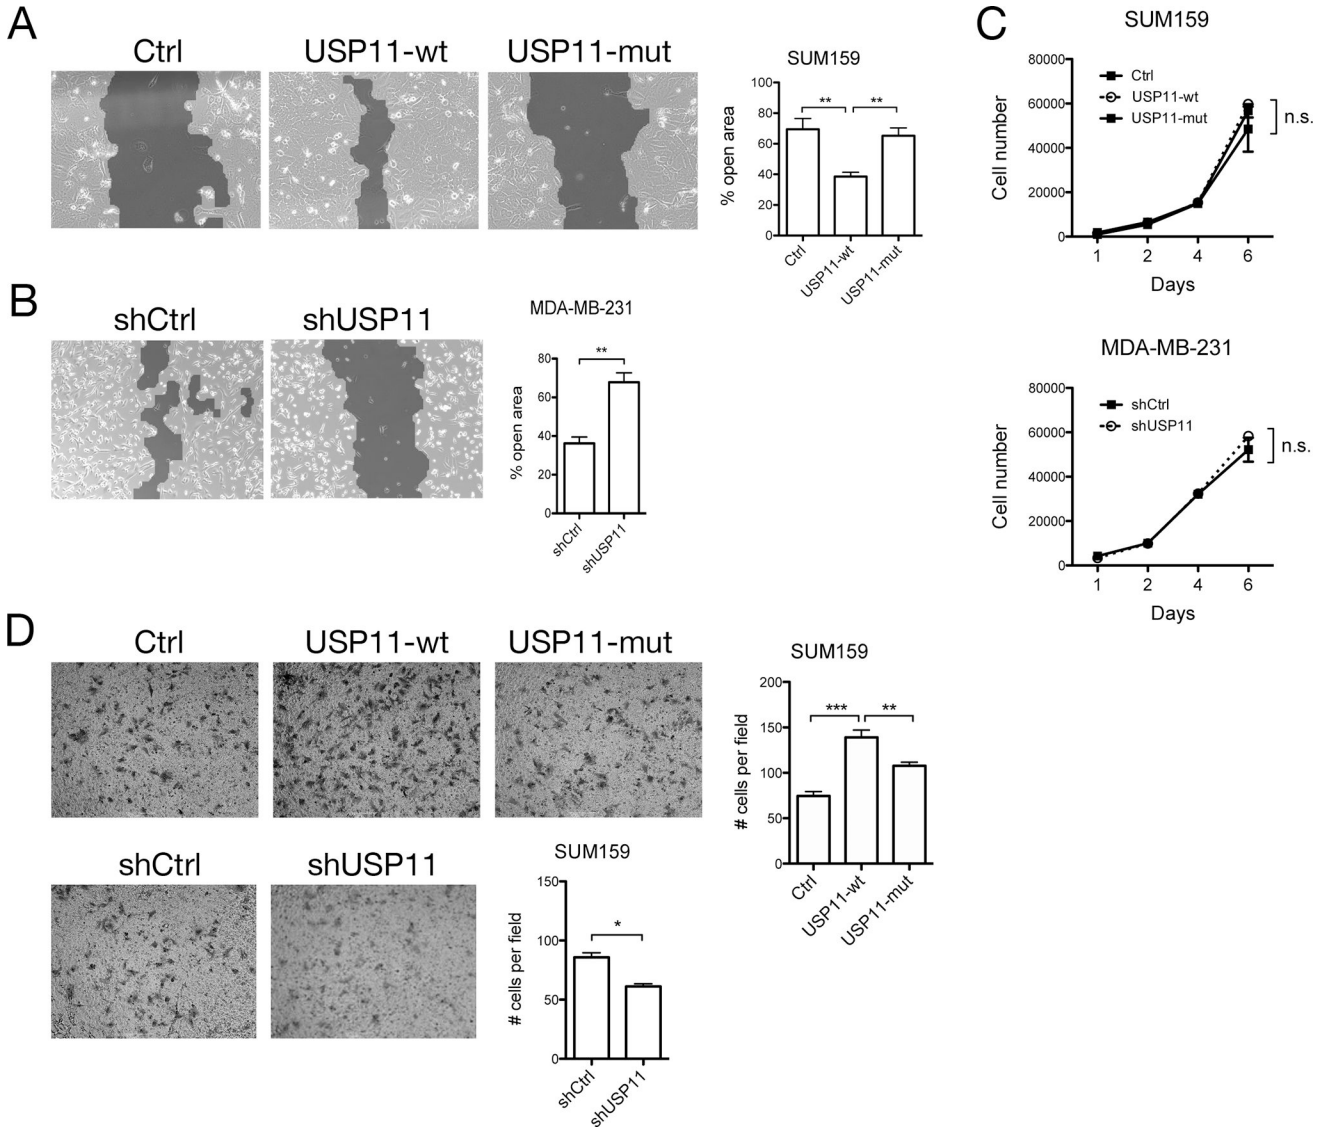 A
Ctrl
USP11-wt
USP11-mut
SUM159
% open area
100
80
60
40
20
0
**
**
Ctrl
USP11-wt
USP11-mut
B
shCtrl
shUSP11
MDA-MB-231
% open area
80
60
40
20
0
**
shCtrl
shUSP11
C
SUM159
Cell number
80000
60000
40000
20000
0
Ctrl
USP11-wt
USP11-mut
n.s.
1 2 4 6
Days
MDA-MB-231
Cell number
80000
60000
40000
20000
0
shCtrl
shUSP11
n.s.
1 2 4 6
Days
D
Ctrl
USP11-wt
USP11-mut
SUM159
# cells per field
200
150
100
50
0
***
**
Ctrl
USP11-wt
USP11-mut
shCtrl
shUSP11
SUM159
# cells per field
150
100
50
0
*
shCtrl
shUSP11